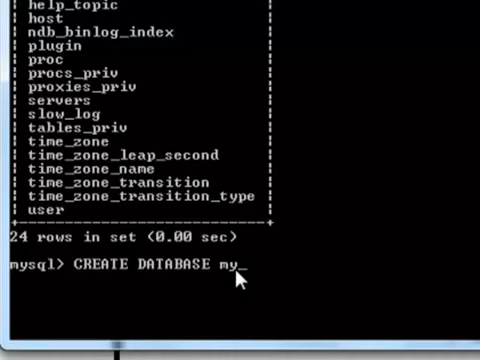 help_topic
host
ndb_binlog_index
plugin
proc
procs_priv
proxies_priv
servers
slow_log
tables_priv
time_zone
time_zone_leap_second
time_zone_name
time_zone_transition
time_zone_transition_type
user
24 rows in set (0.00 sec)
mysql> CREATE DATABASE my_